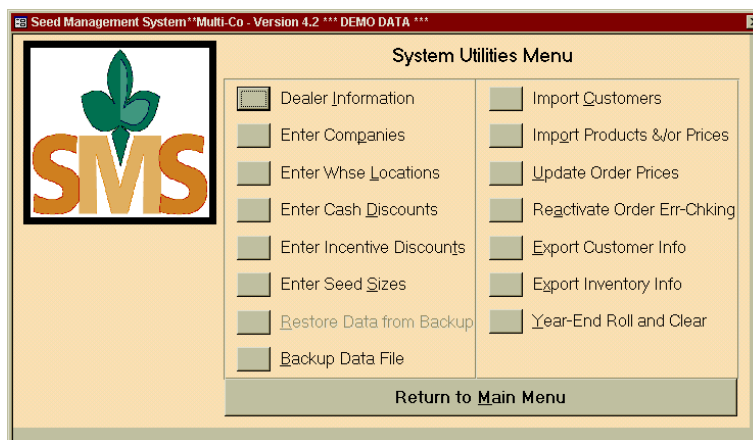 Seed Management System**Multi-Co - Version 4.2 *** DEMO DATA ***
SMS
System Utilities Menu
Dealer Information
Enter Companies
Enter Whse Locations
Enter Cash Discounts
Enter Incentive Discounts
Enter Seed Sizes
Restore Data from Backup
Backup Data File
Import Customers
Import Products &/or Prices
Update Order Prices
Reactivate Order Err-Chking
Export Customer Info
Export Inventory Info
Year-End Roll and Clear
Return to Main Menu